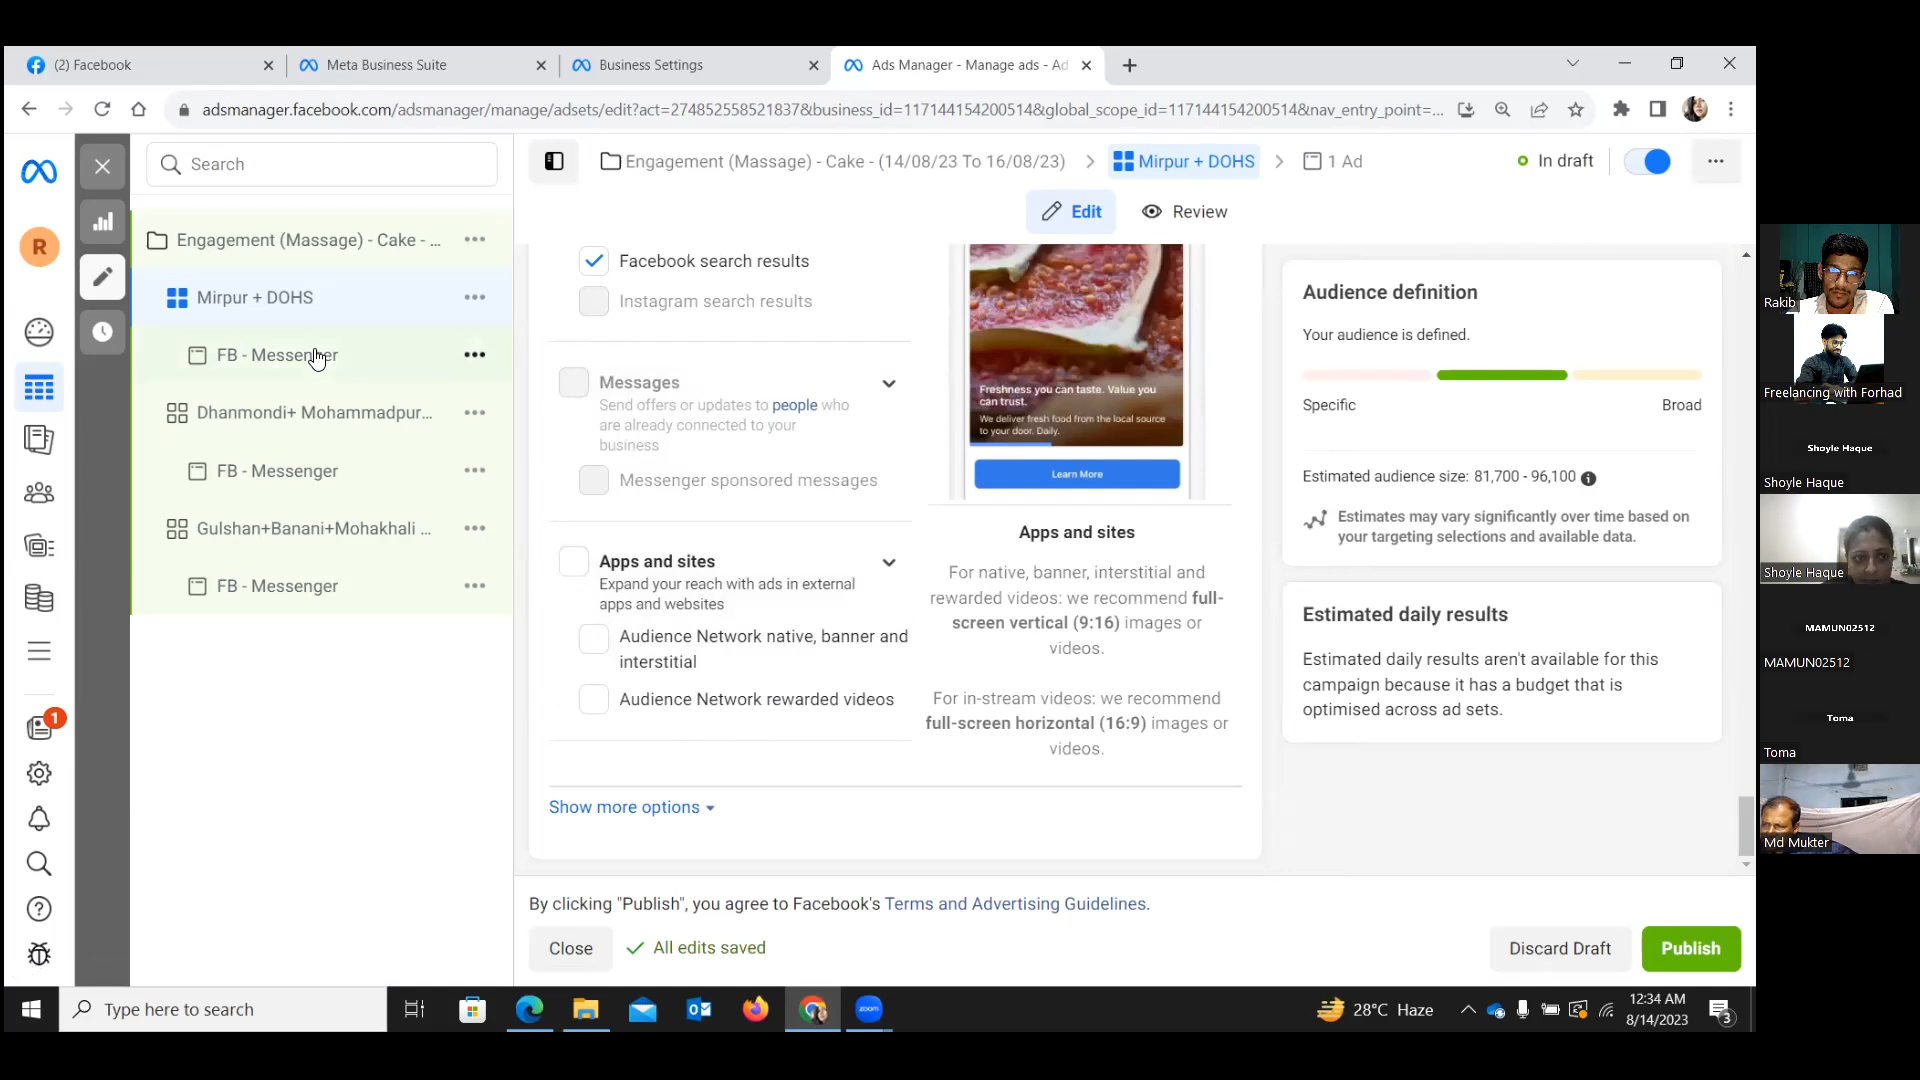 (2) Facebook
Meta Business Suite
Business Settings
Ads Manager - Manage ads - Ad
adsmanager.facebook.com/adsmanager/manage/adsets/edit?act=274852558521837&business_id=117144154200514&global_scope_id=117144154200514&nav_entry_point=...
Search
Engagement (Massage) - Cake - (14/08/23 To 16/08/23)
Mirpur + DOHS
1 Ad
In draft
Edit
Review
R
Engagement (Massage) - Cake - ...
Mirpur + DOHS
FB - Messenger
Dhanmondi+ Mohammadpur...
FB - Messenger
Gulshan+Banani+Mohakhali ...
FB - Messenger
1
Facebook search results
Instagram search results
Messages
Send offers or updates to people who
are already connected to your
business
Messenger sponsored messages
Apps and sites
Expand your reach with ads in external
apps and websites
Audience Network native, banner and
interstitial
Audience Network rewarded videos
Show more options
Freshness you can taste. Value you
can trust.
We deliver fresh food from the local source
to your door. Daily.
Learn More
Apps and sites
For native, banner, interstitial and
rewarded videos: we recommend full-
screen vertical (9:16) images or
videos.
For in-stream videos: we recommend
full-screen horizontal (16:9) images or
videos.
Audience definition
Your audience is defined.
Specific
Broad
Estimated audience size: 81,700 - 96,100
Estimates may vary significantly over time based on
your targeting selections and available data.
Estimated daily results
Estimated daily results aren't available for this
campaign because it has a budget that is
optimised across ad sets.
By clicking "Publish", you agree to Facebook's Terms and Advertising Guidelines.
Close
All edits saved
Discard Draft
Publish
Type here to search
zoom
28°C Haze
12:34 AM
8/14/2023
3
Rakib
Freelancing with Forhad
Shoyle Haque
Shoyle Haque
Shoyle Haque
MAMUN02512
MAMUN02512
Toma
Toma
Md Mukter